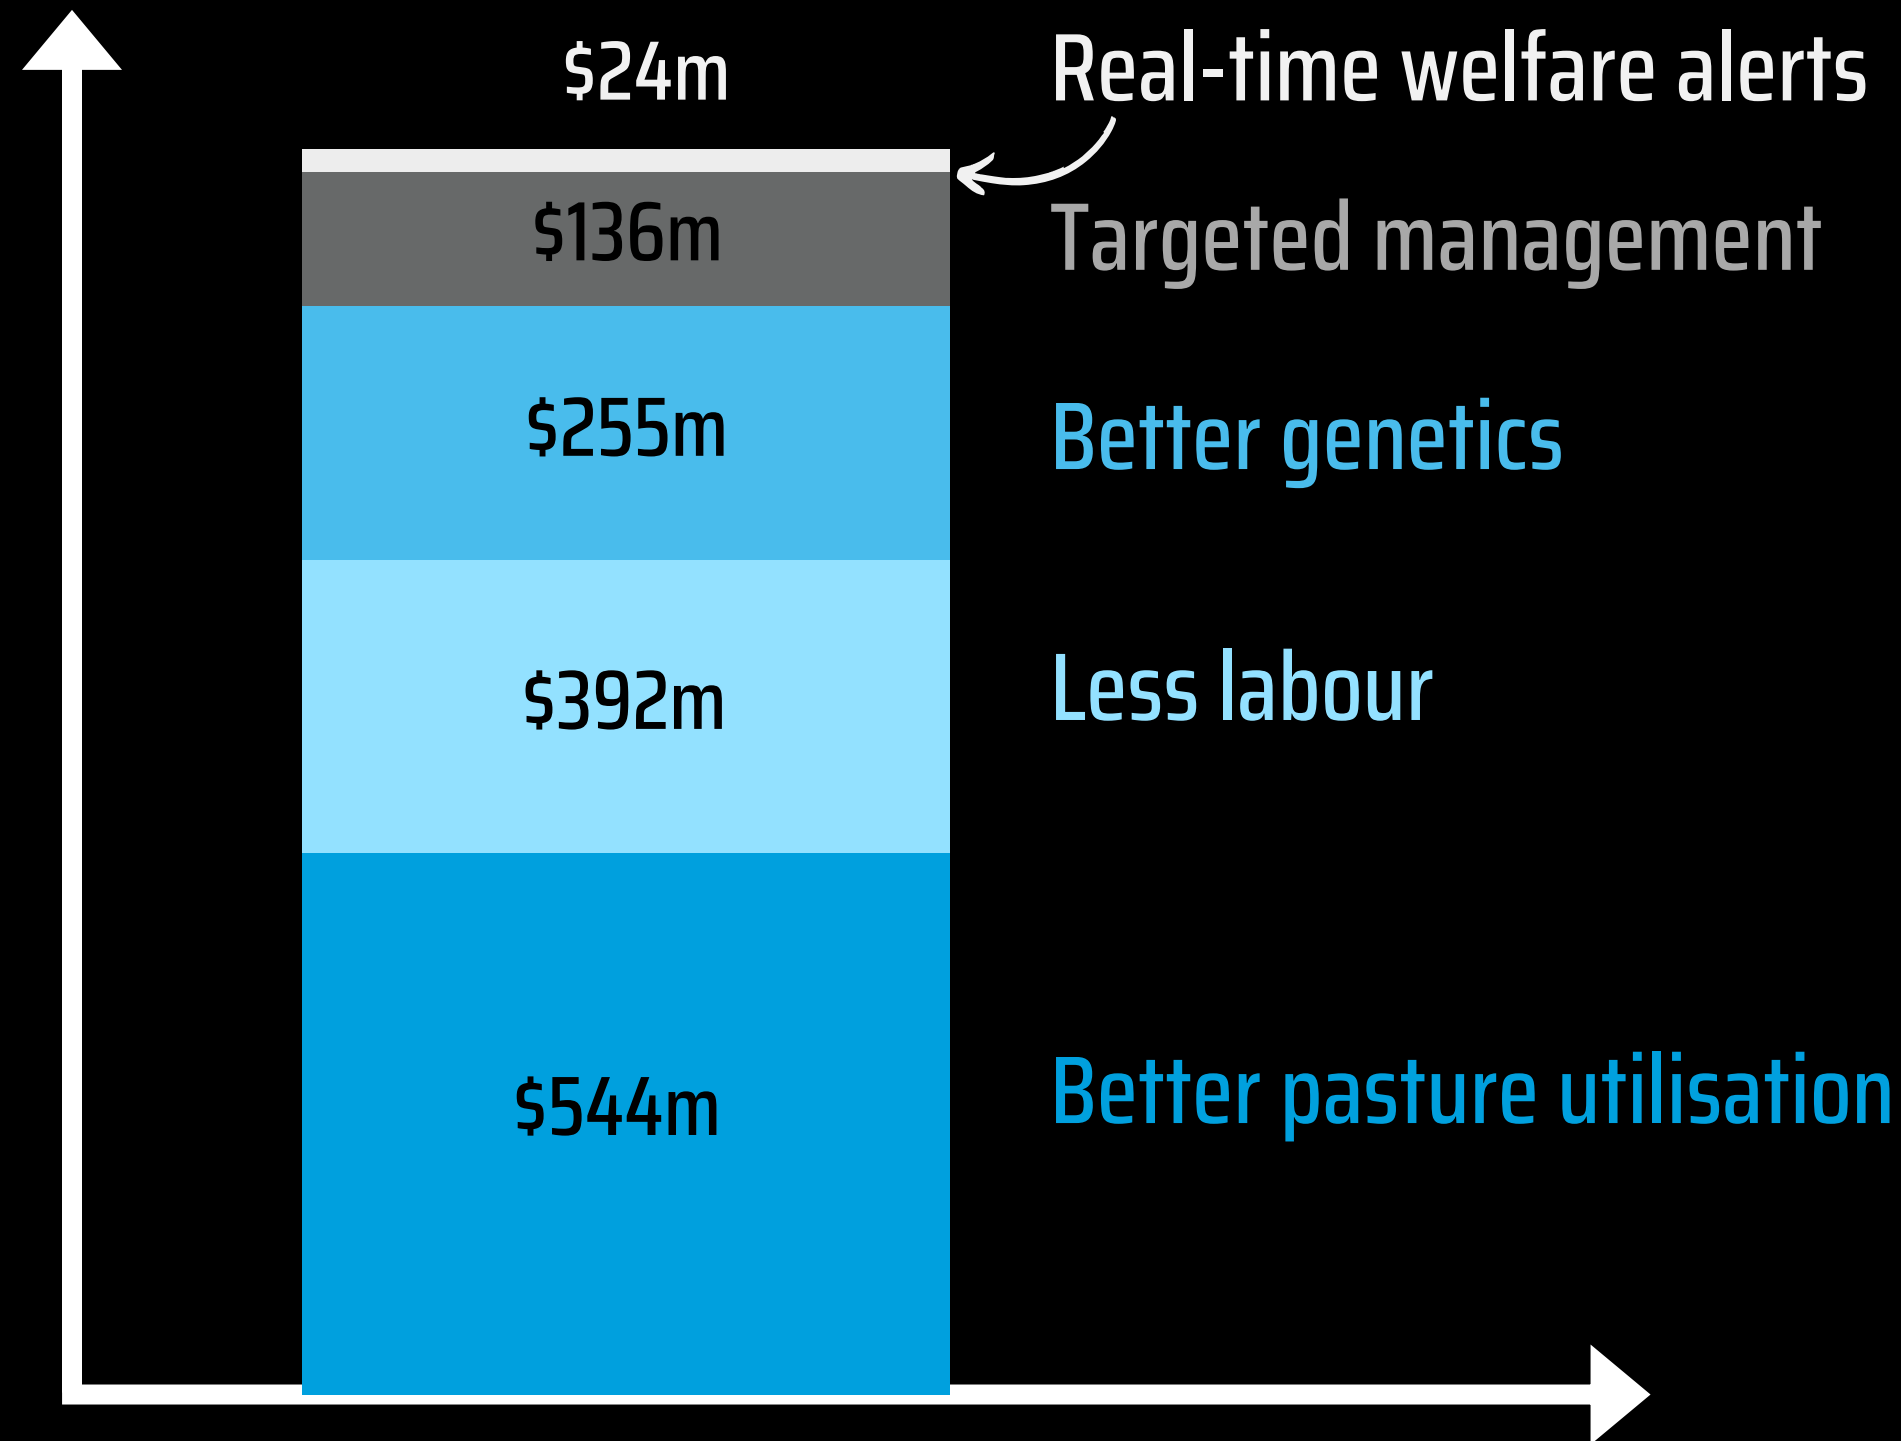 $24m
Real-time welfare alerts
$136m
Targeted management
$255m
Better genetics
$392m
Less labour
$544m
Better pasture utilisation